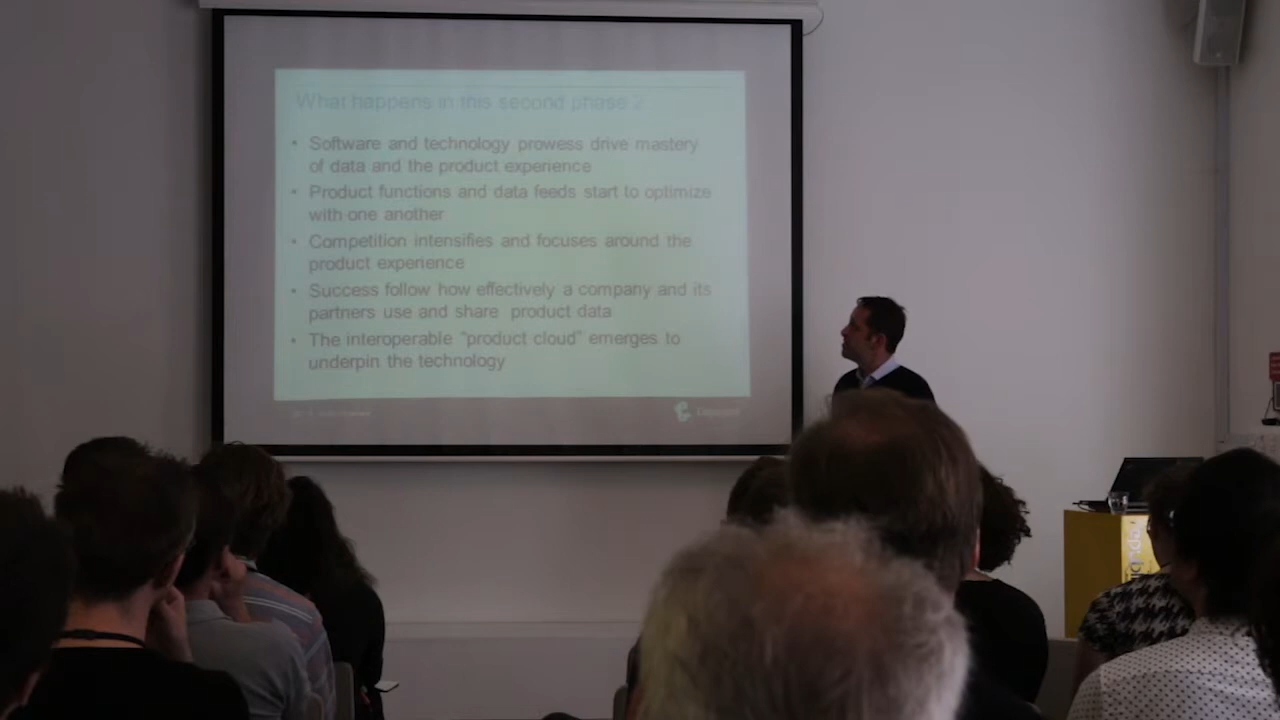 What happens in this second phase ?
• Software and technology prowess drive mastery
of data and the product experience
• Product functions and data feeds start to optimize
with one another
• Competition intensifies and focuses around the
product experience
• Success follow how effectively a company and its
partners use and share product data
• The interoperable "product cloud" emerges to
underpin the technology